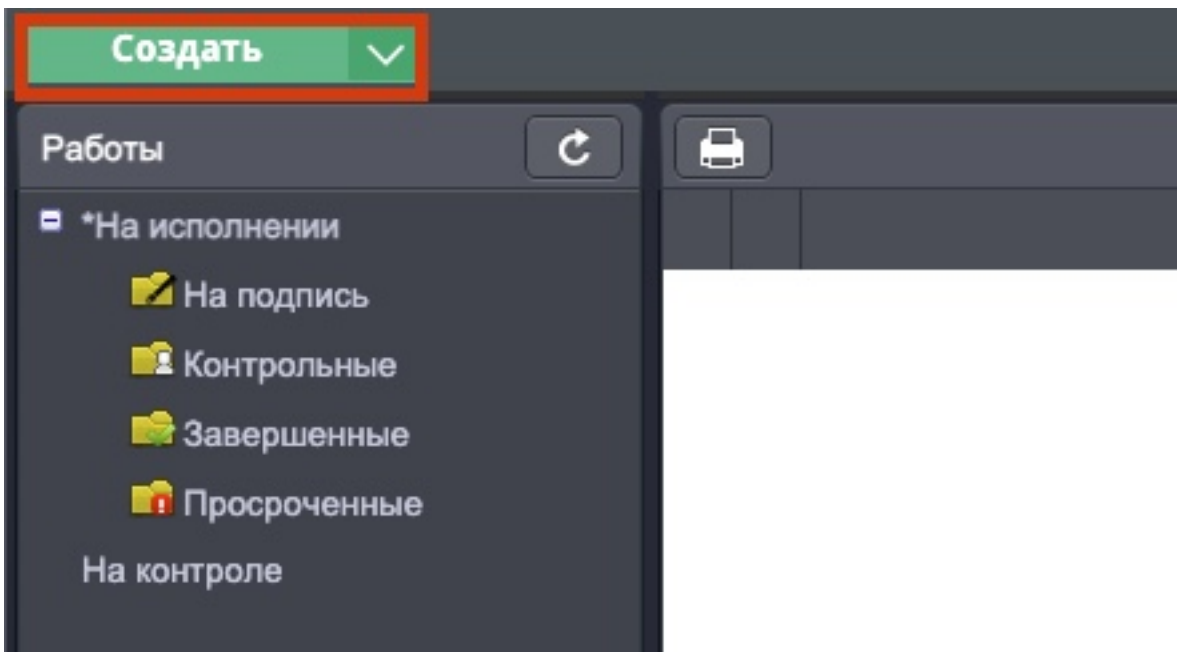 Создать
Работы
*На исполнении
На подпись
Контрольные
Завершенные
Просроченные
На контроле